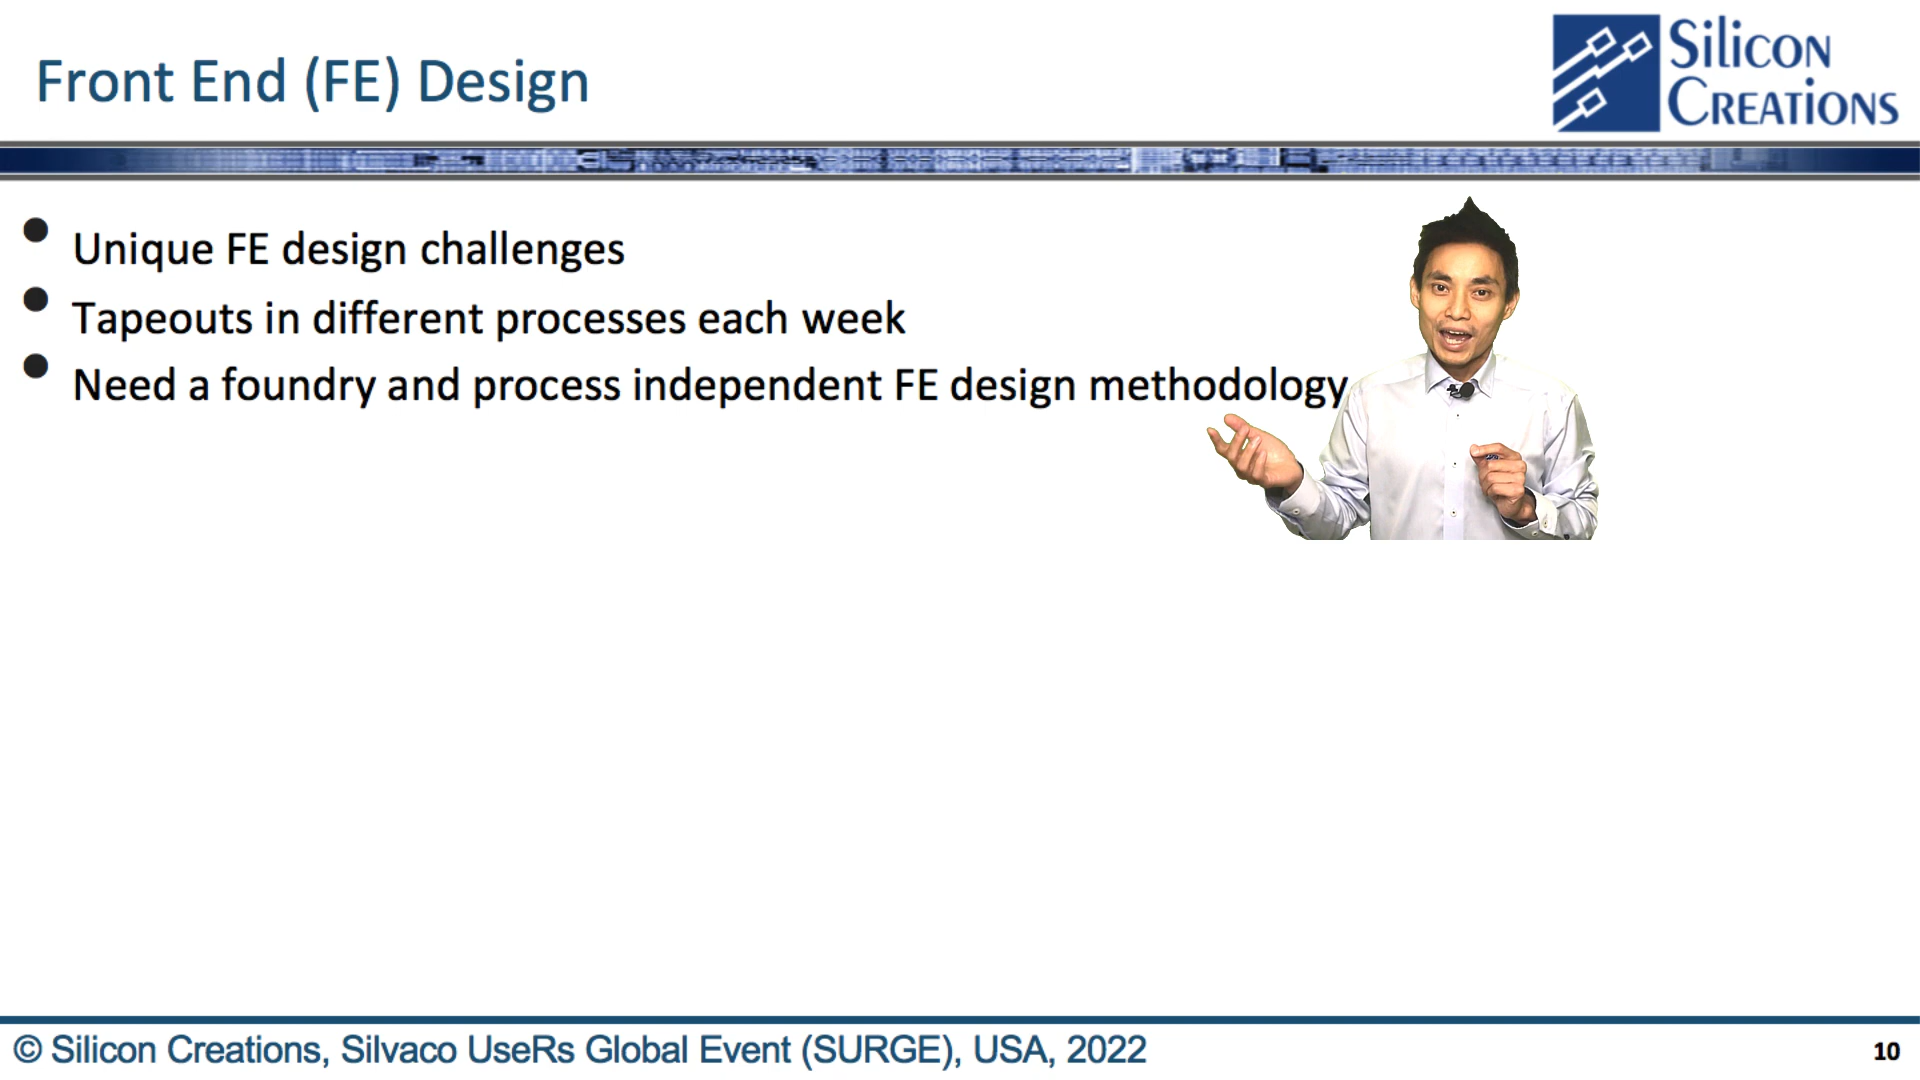 Front End (FE) Design
Silicon
Creations
• Unique FE design challenges
• Tapeouts in different processes each week
• Need a foundry and process independent FE design methodology
© Silicon Creations, Silvaco UseRs Global Event (SURGE), USA, 2022
10